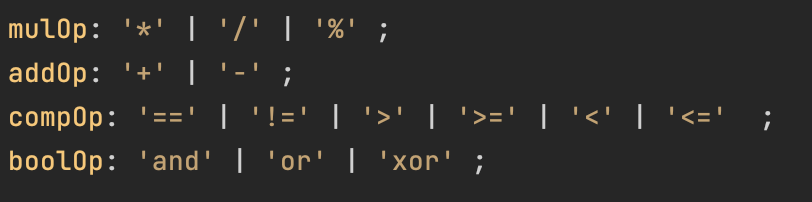 mulOp: '*' | '/' | '%' ;
addOp: '+' | '-' ;
compOp: '==' | '!=' | '>' | '>=' | '<' | '<='  ;
boolOp: 'and' | 'or' | 'xor' ;